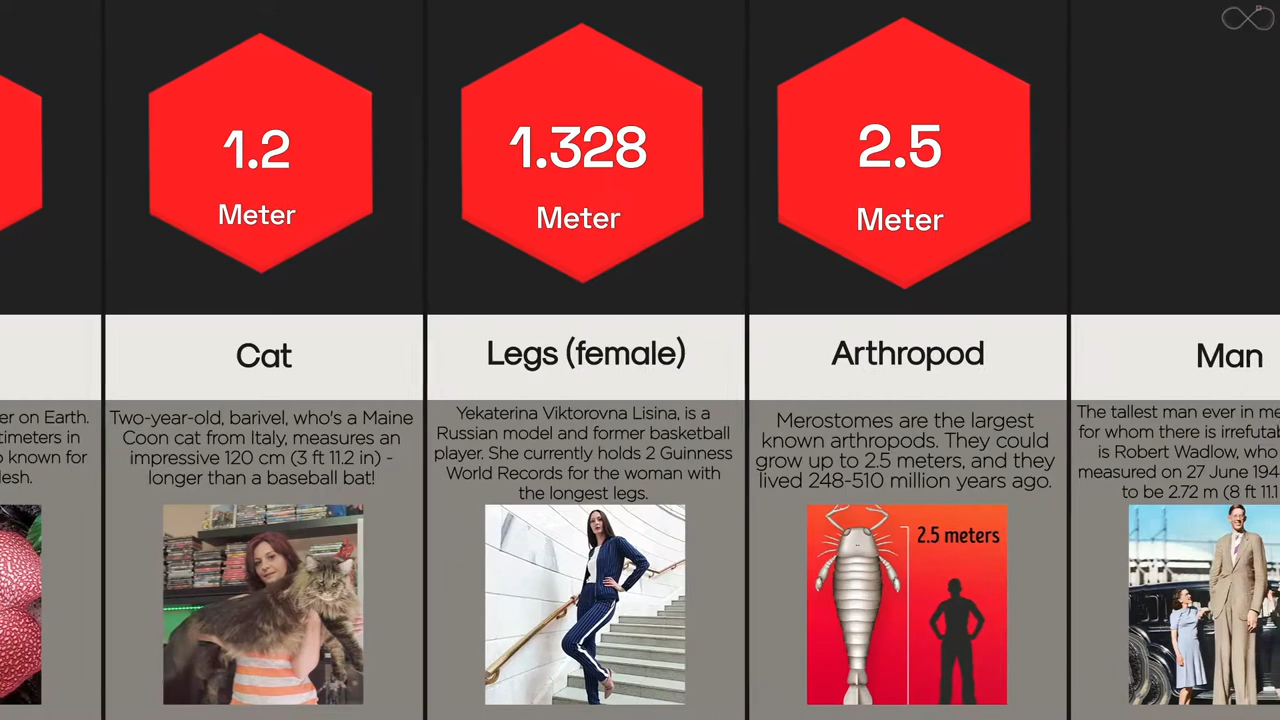 1.2
Meter
1.328
Meter
2.5
Meter
Cat
Legs (female)
Arthropod
Man
er on Earth.
timeters in
known for
lesh.
Two-year-old, barivel, who's a Maine
Coon cat from Italy, measures an
impressive 120 cm (3 ft 11.2 in) -
longer than a baseball bat!
Yekaterina Viktorovna Lisina, is a
Russian model and former basketball
player. She currently holds 2 Guinness
World Records for the woman with
the longest legs.
Merostomes are the largest
known arthropods. They could
grow up to 2.5 meters, and they
lived 248-510 million years ago.
The tallest man ever in me
for whom there is irrefuta
is Robert Wadlow, who
measured on 27 June 194
to be 2.72 m (8 ft 11.1
2.5 meters